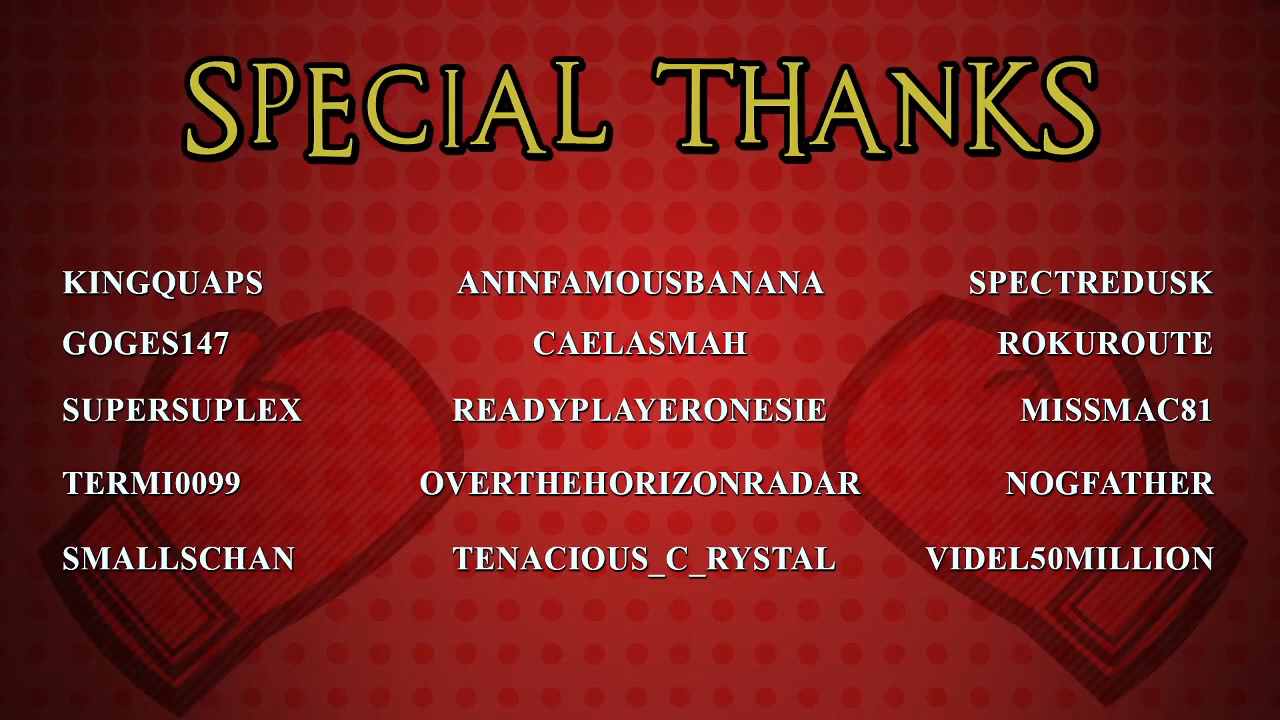 SPECIAL THANKS
KINGQUAPS ANINFAMOUSBANANA SPECTREDUSK
GOGES147 CAELASMAH ROKUROUTE
SUPERSUPLEX READYPLAYERONESIE MISSMAC81
TERMI0099 OVERTHEHORIZONRADAR NOGFATHER
SMALLSCHAN TENACIOUS_C_RYSTAL VIDEL50MILLION